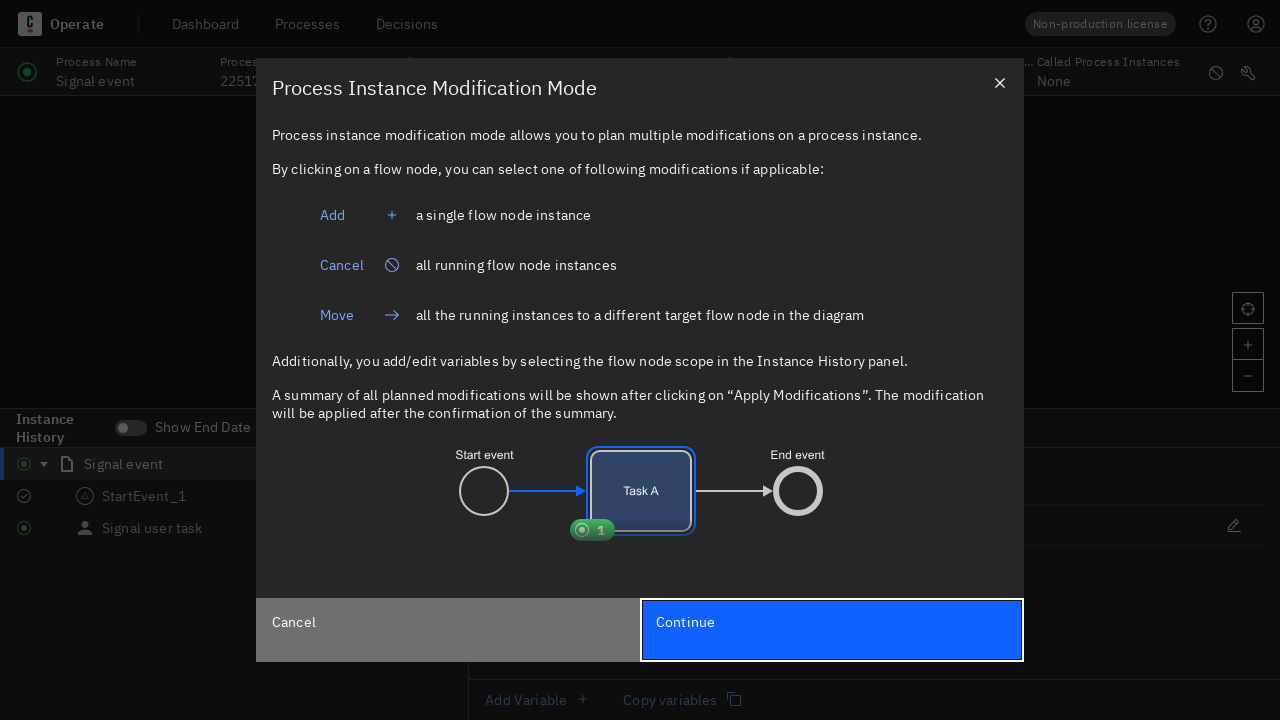 Operate
Dashboard
Processes
Decisions
Non-production license
Process Name
Signal event
22517
Called Process Instances
None
Process Instance Modification Mode
Process instance modification mode allows you to plan multiple modifications on a process instance.
By clicking on a flow node, you can select one of following modifications if applicable:
Add + a single flow node instance
Cancel all running flow node instances
Move all the running instances to a different target flow node in the diagram
Additionally, you add/edit variables by selecting the flow node scope in the Instance History panel.
A summary of all planned modifications will be shown after clicking on “Apply Modifications”. The modification
will be applied after the confirmation of the summary.
Start event
Task A
End event
1
Cancel
Continue
Instance
History
Show End Date
Signal event
StartEvent_1
Signal user task
Add Variable +
Copy variables